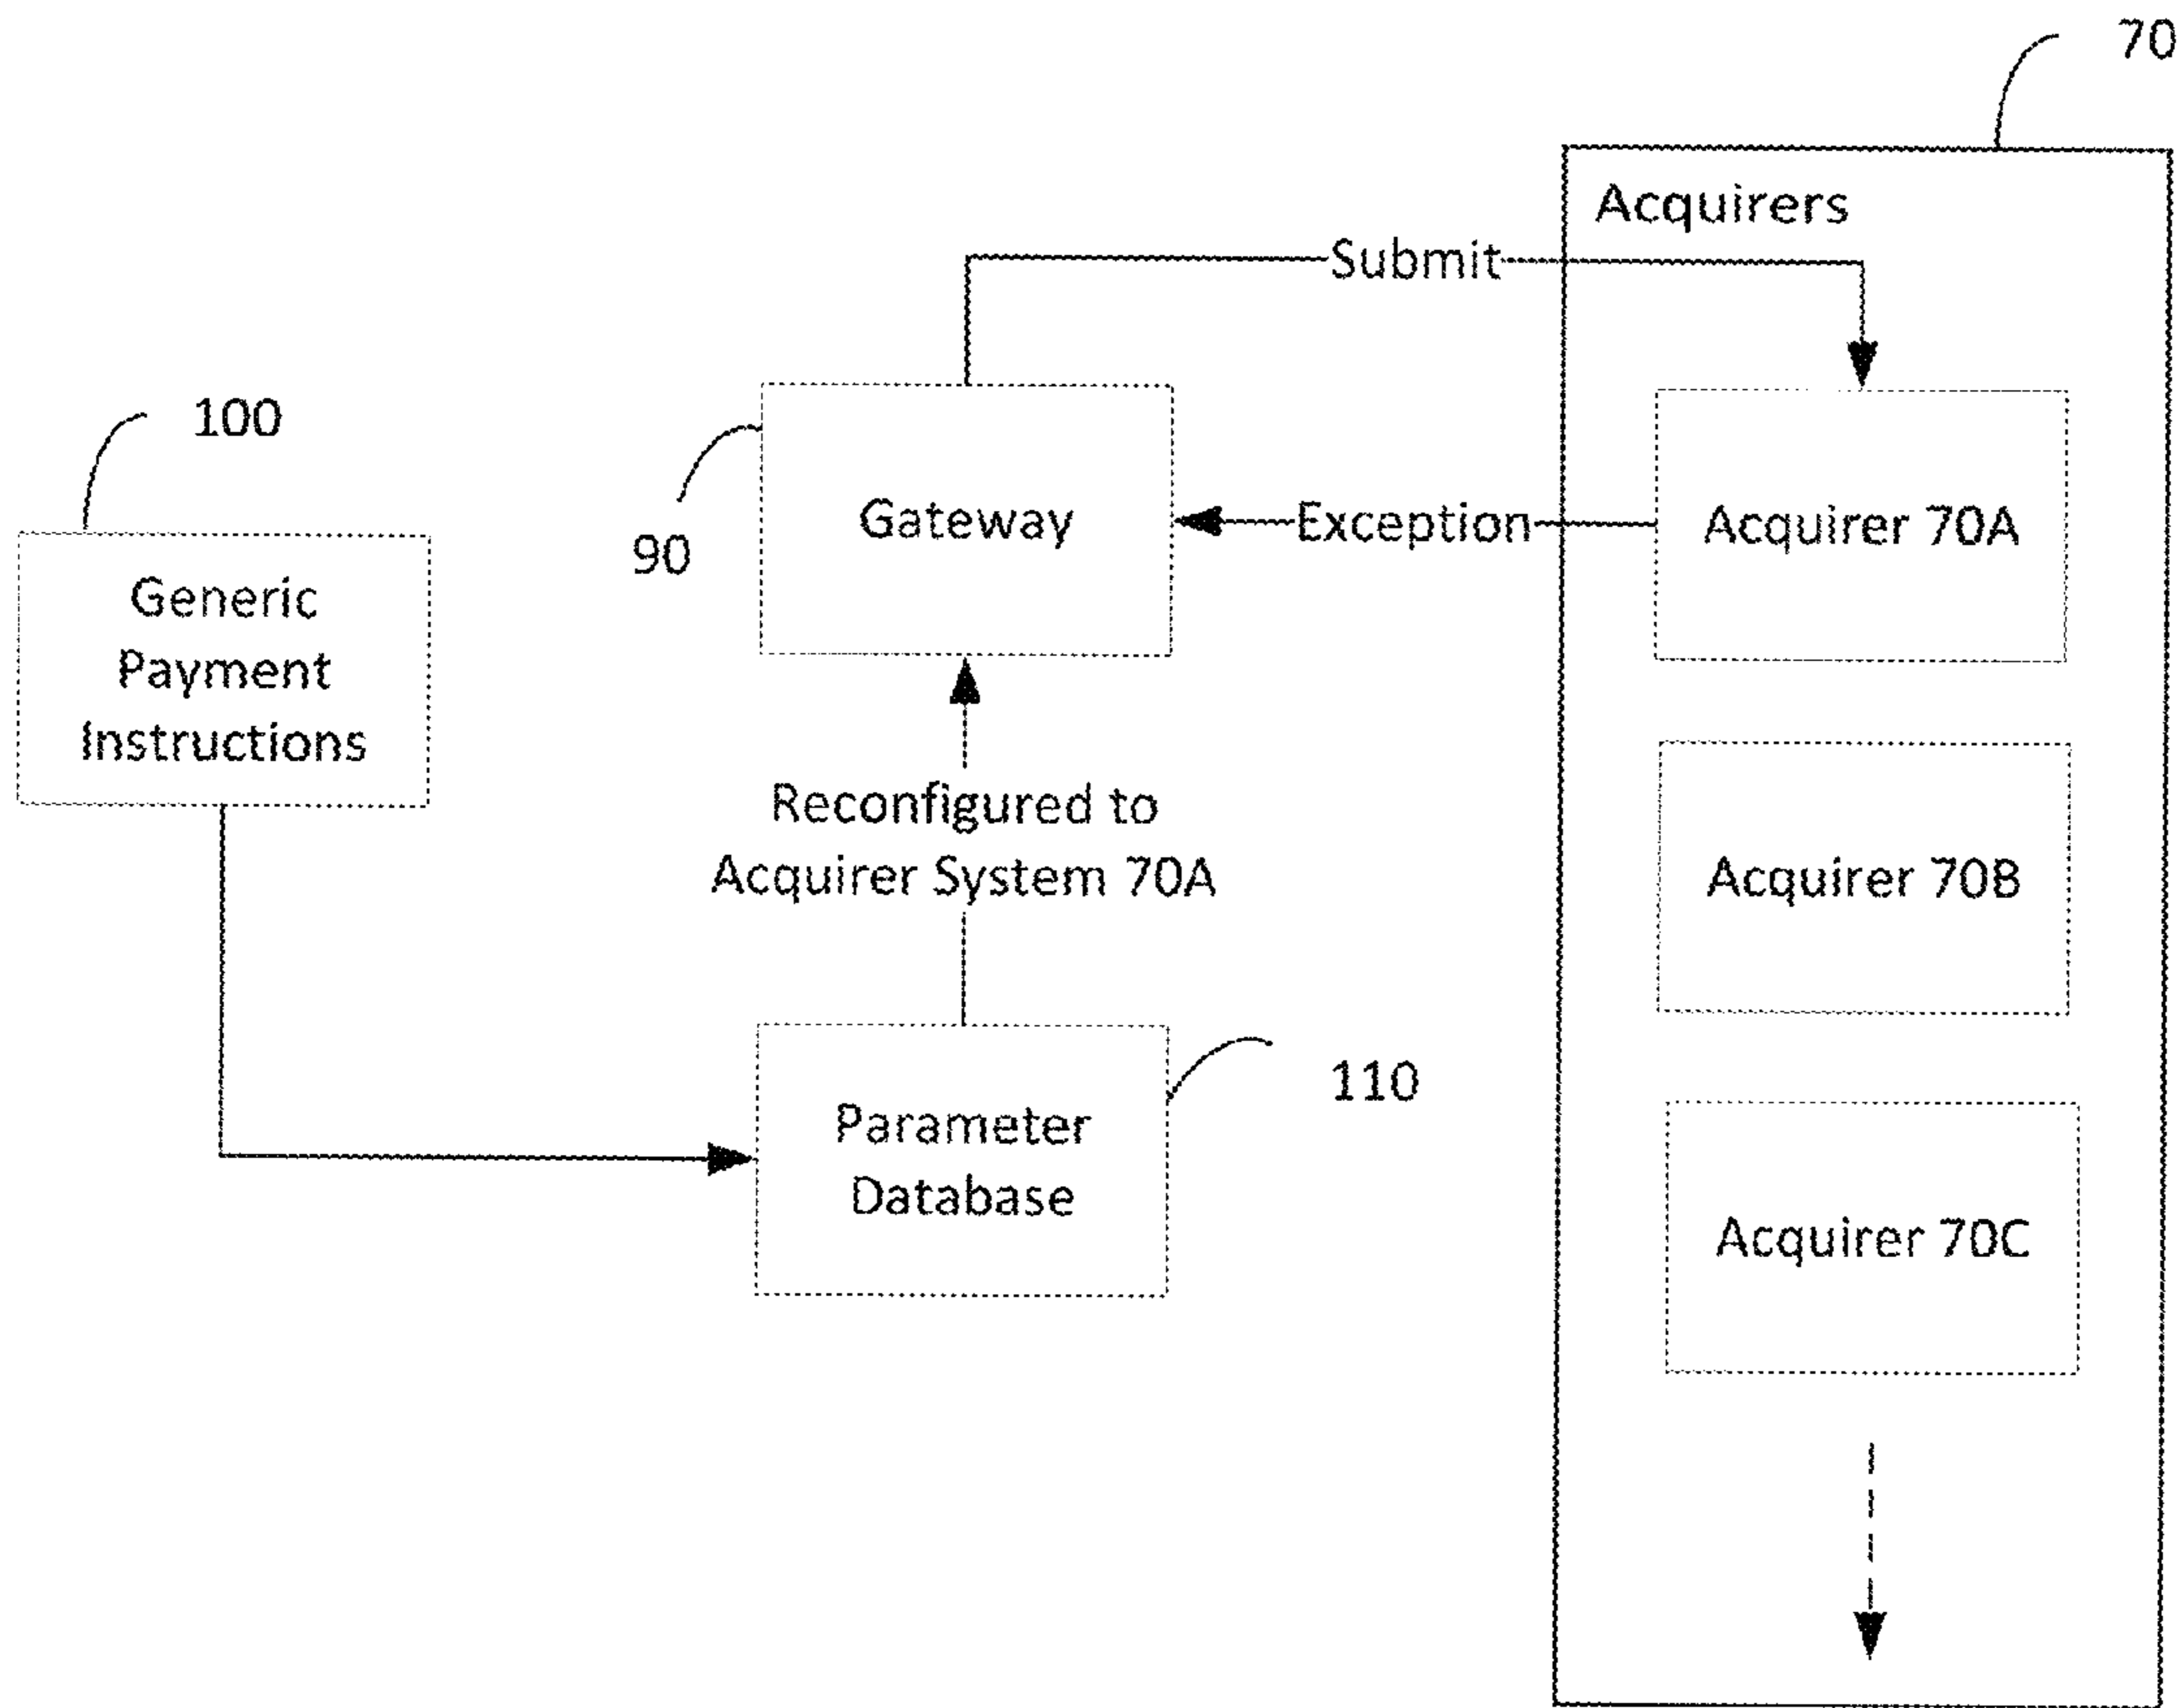 70
Acquirers
Submit
100
90
Gateway
Exception
Acquirer 70A
Generic
Payment
Instructions
Reconfigured to
Acquirer System 70A
Acquirer 70B
110
Parameter
Database
Acquirer 70C